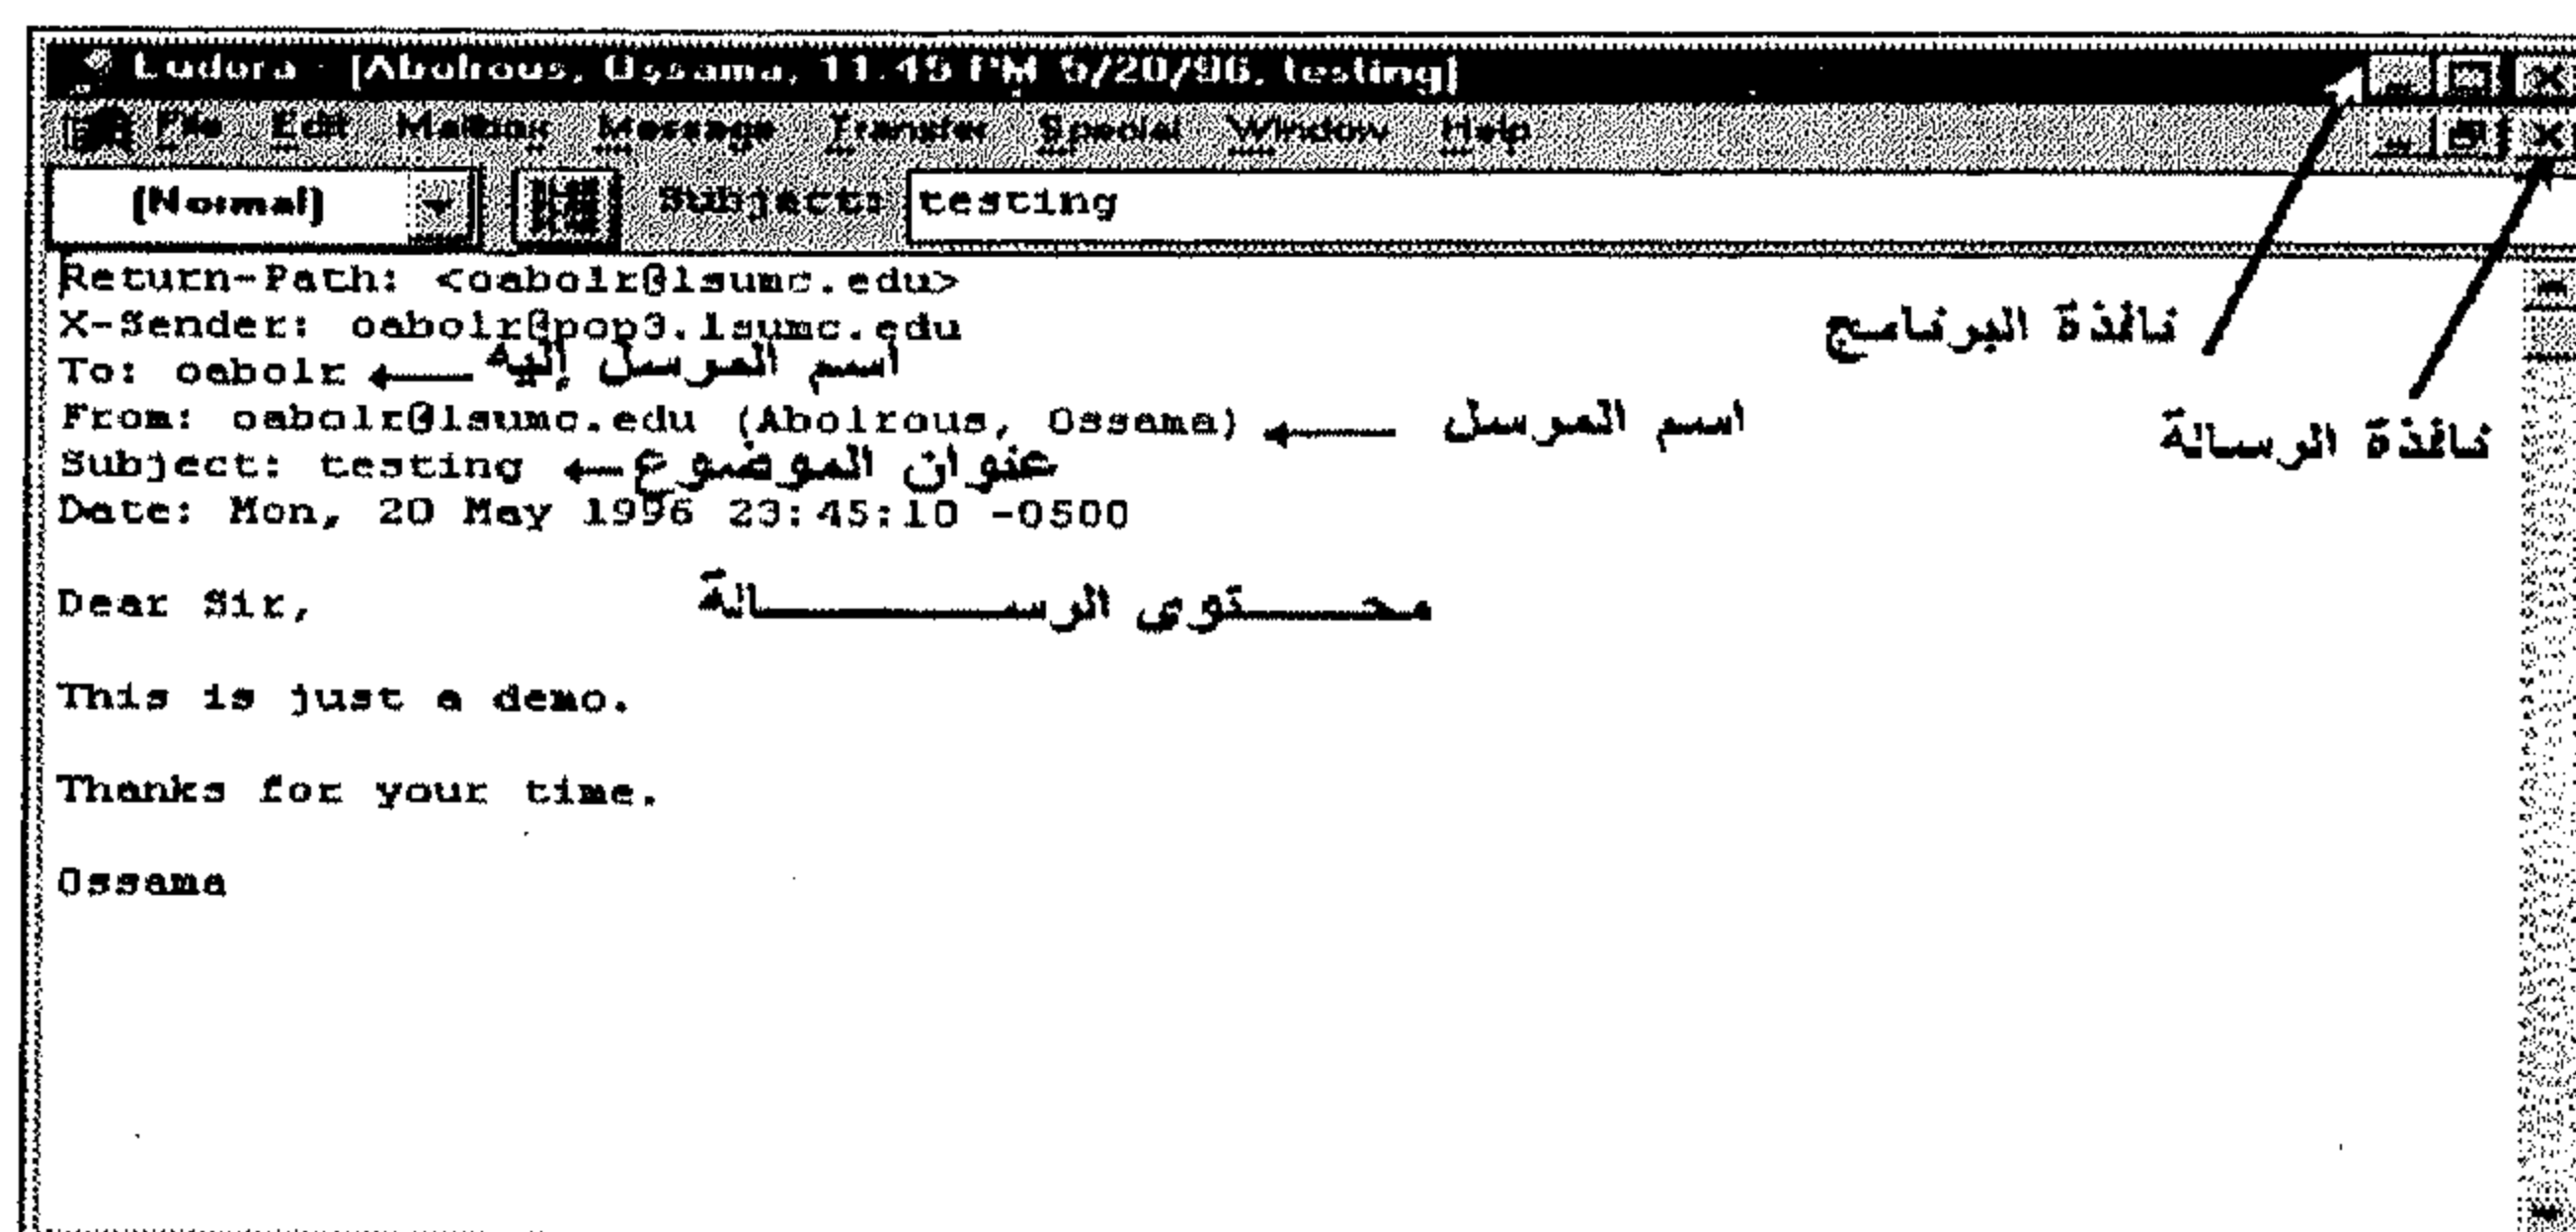 Eudora - [Abolrous, Ossama, 11:45 PM 5/20/96, testing]
File Edit Mailbox Message Transfer Special Window Help
(Normal) Subject: testing
Return-Path: <oabolr@lsumc.edu>
X-Sender: oabolr@pop3.lsumc.edu
نافذة البرنامج
To: oabolr اسم المرسل إليه
From: oabolr@lsumc.edu (Abolrous, Ossama) اسم المرسل
نافذة الرسالة
Subject: testing عنوان الموضوع
Date: Mon, 20 May 1996 23:45:10 -0500
Dear Sir, محتوى الرسالة
This is just a demo.
Thanks for your time.
Ossama